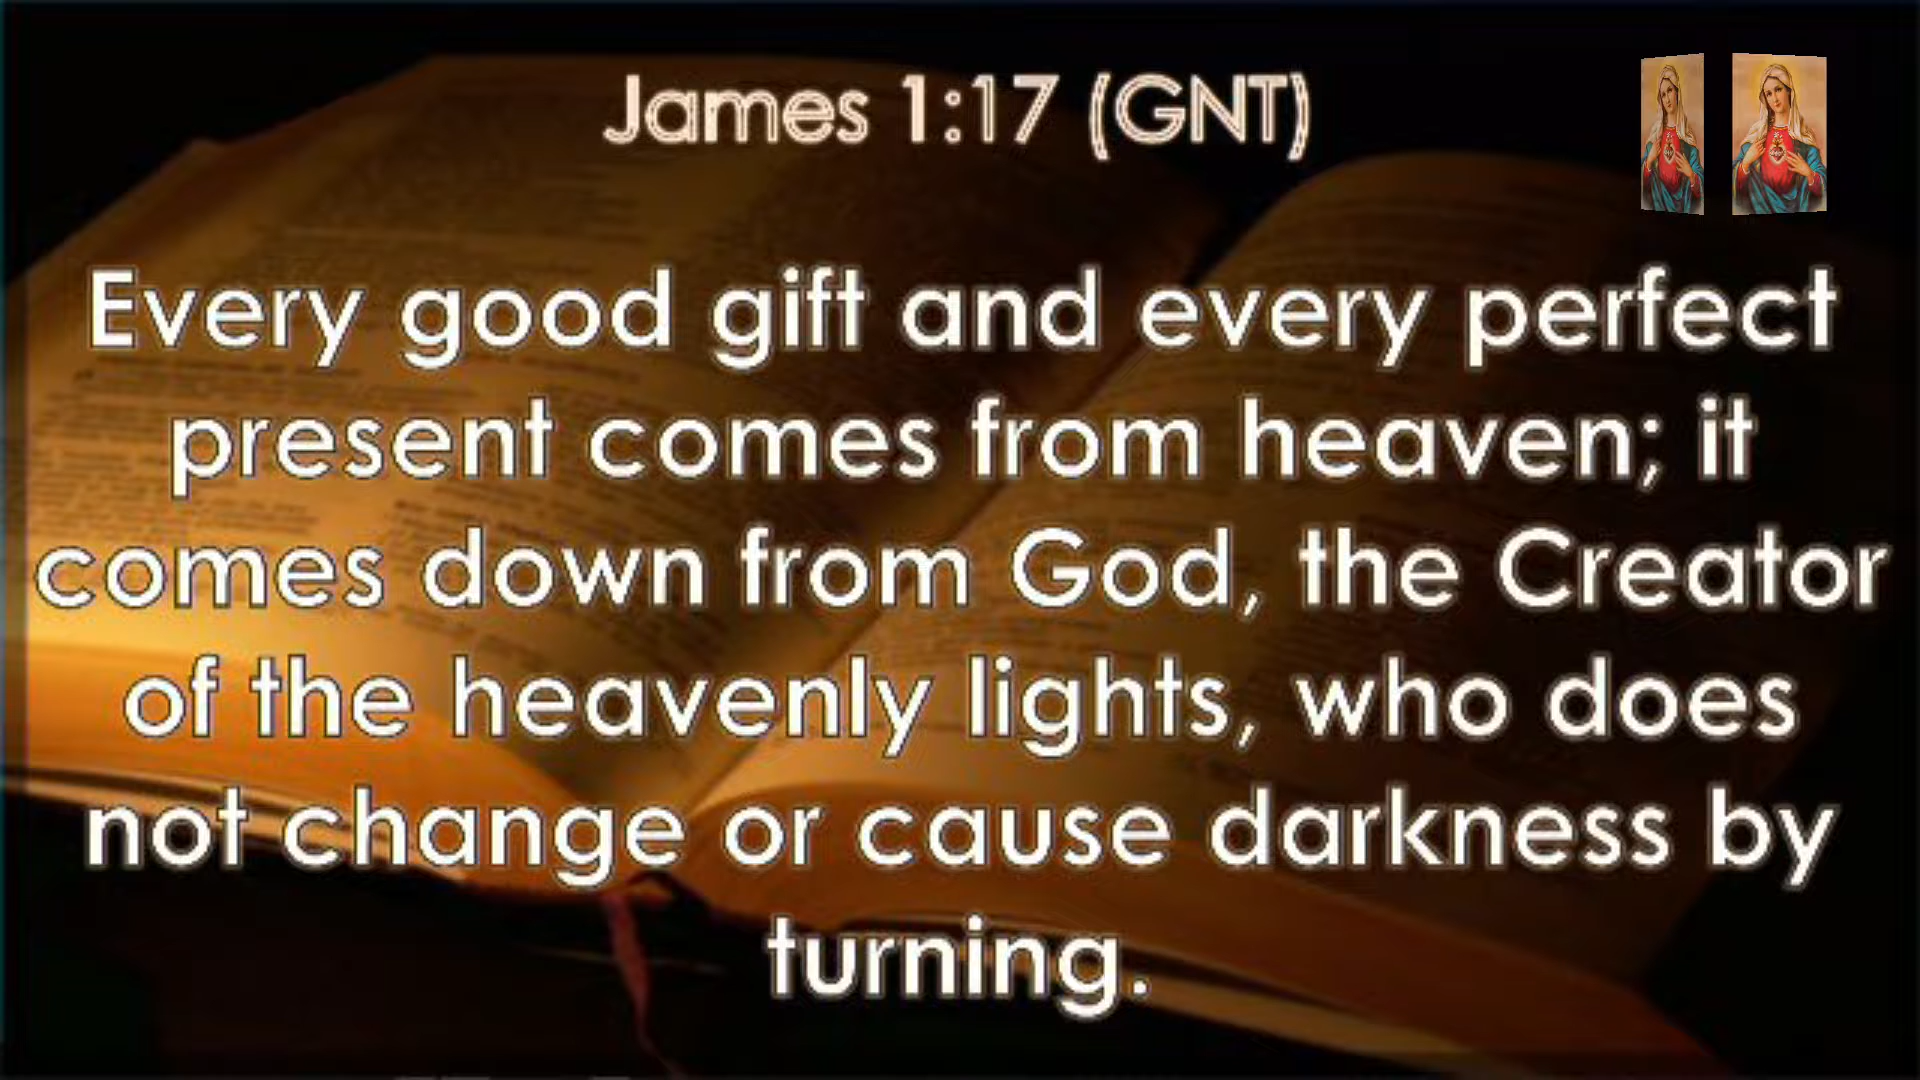 James 1:17 (GNT)
Every good gift and every perfect
present comes from heaven; it
comes down from God, the Creator
of the heavenly lights, who does
not change or cause darkness by
turning.